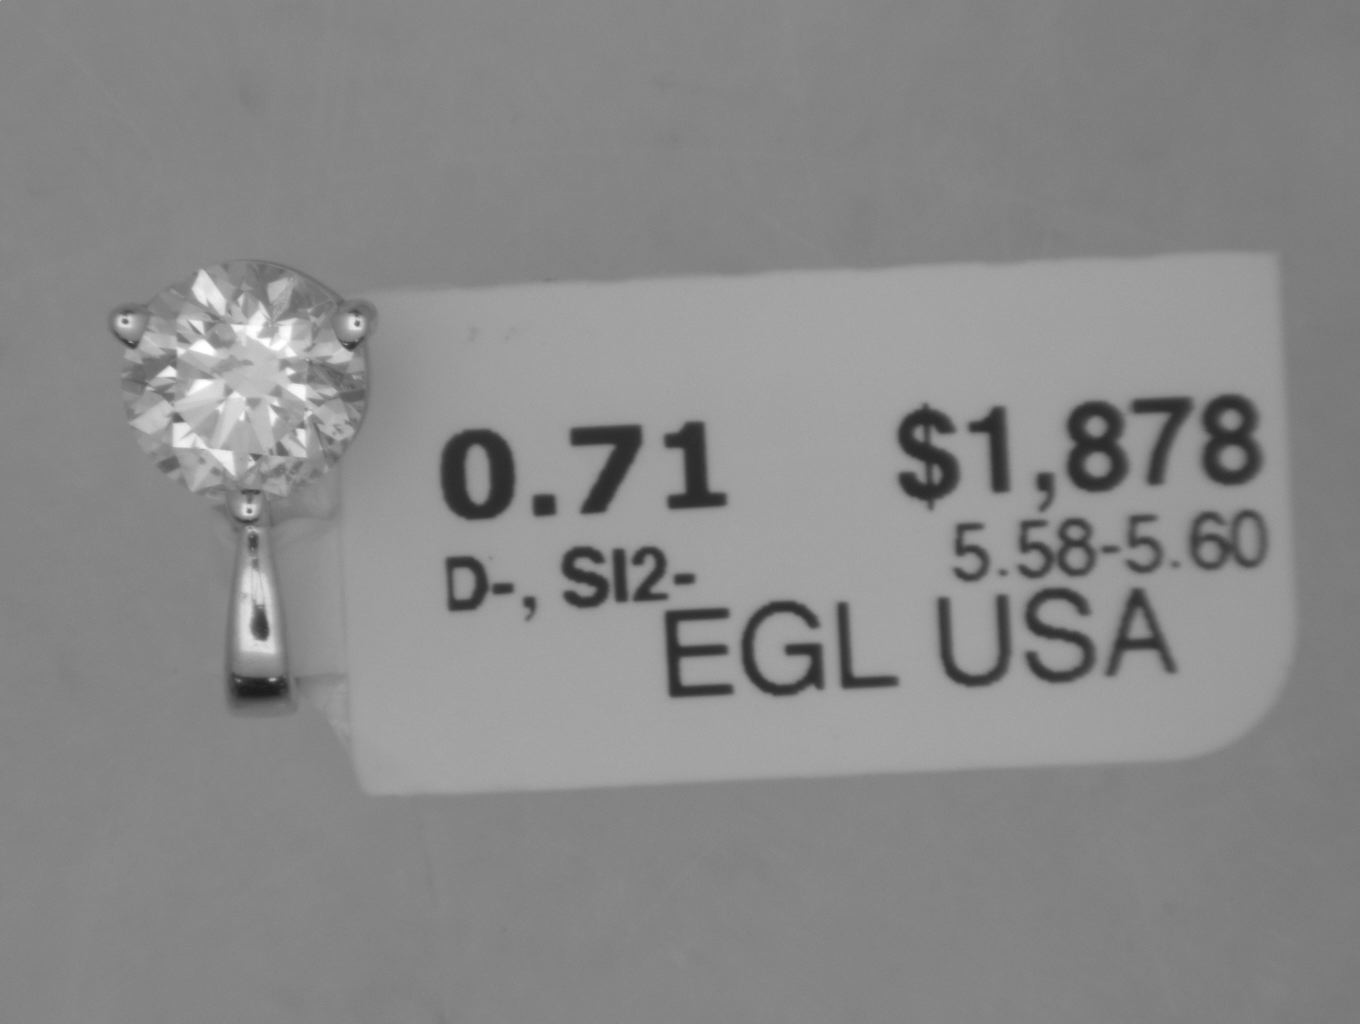 0.71 $1,878
5.58-5.60
D-, SI2-
EGL USA